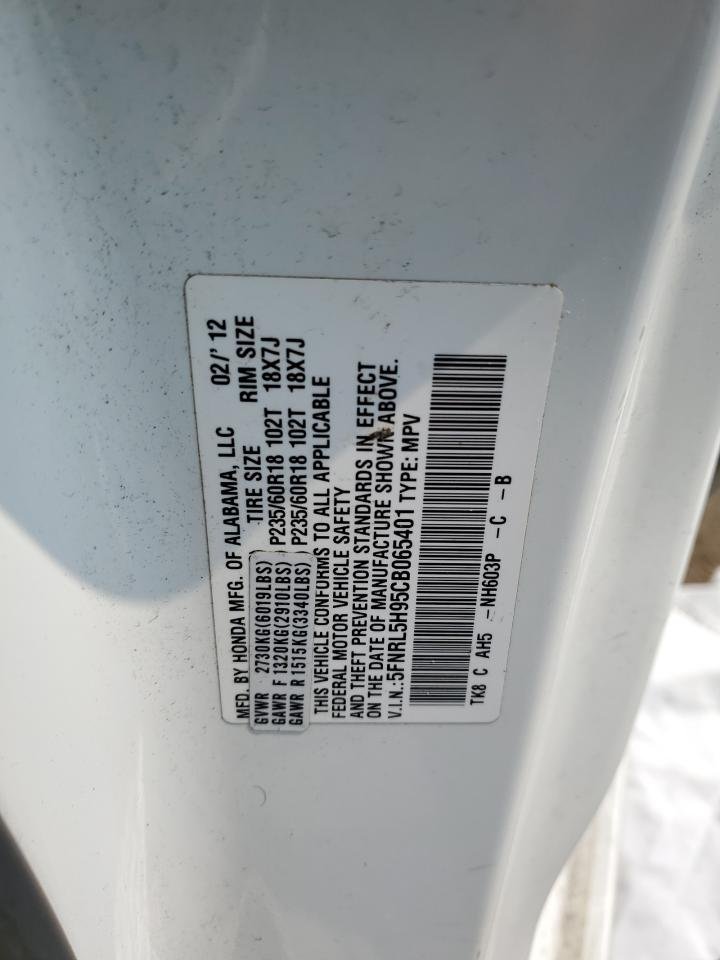 MFD. BY HONDA MFG. OF ALABAMA, LLC 02/' 12
TIRE SIZE RIM SIZE
GVWR 2730KG(6019LBS)
GAWR F 1320KG(2910LBS) P235/60R18 102T 18X7J
GAWR R 1515KG(3340LBS) P235/60R18 102T 18X7J
THIS VEHICLE CONFORMS TO ALL APPLICABLE
FEDERAL MOTOR VEHICLE SAFETY
AND THEFT PREVENTION STANDARDS IN EFFECT
ON THE DATE OF MANUFACTURE SHOWN ABOVE.
V.I.N.:5FNRL5H95CB065401 TYPE: MPV
TK8 C AH5 -NH603P -C -B